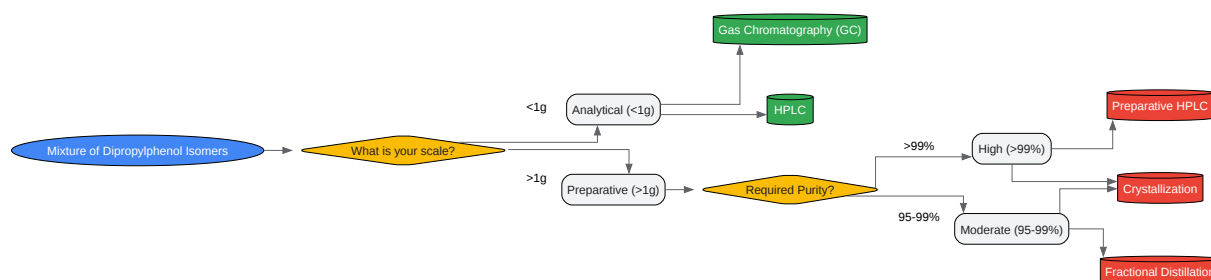 Gas Chromatography (GC)
<1g
Analytical (<1g)
HPLC
Preparative HPLC
Mixture of Dipropylphenol Isomers
What is your scale?
>99%
High (>99%)
>1g
Preparative (>1g)
Required Purity?
Crystallization
95-99%
Moderate (95-99%)
Fractional Distillation